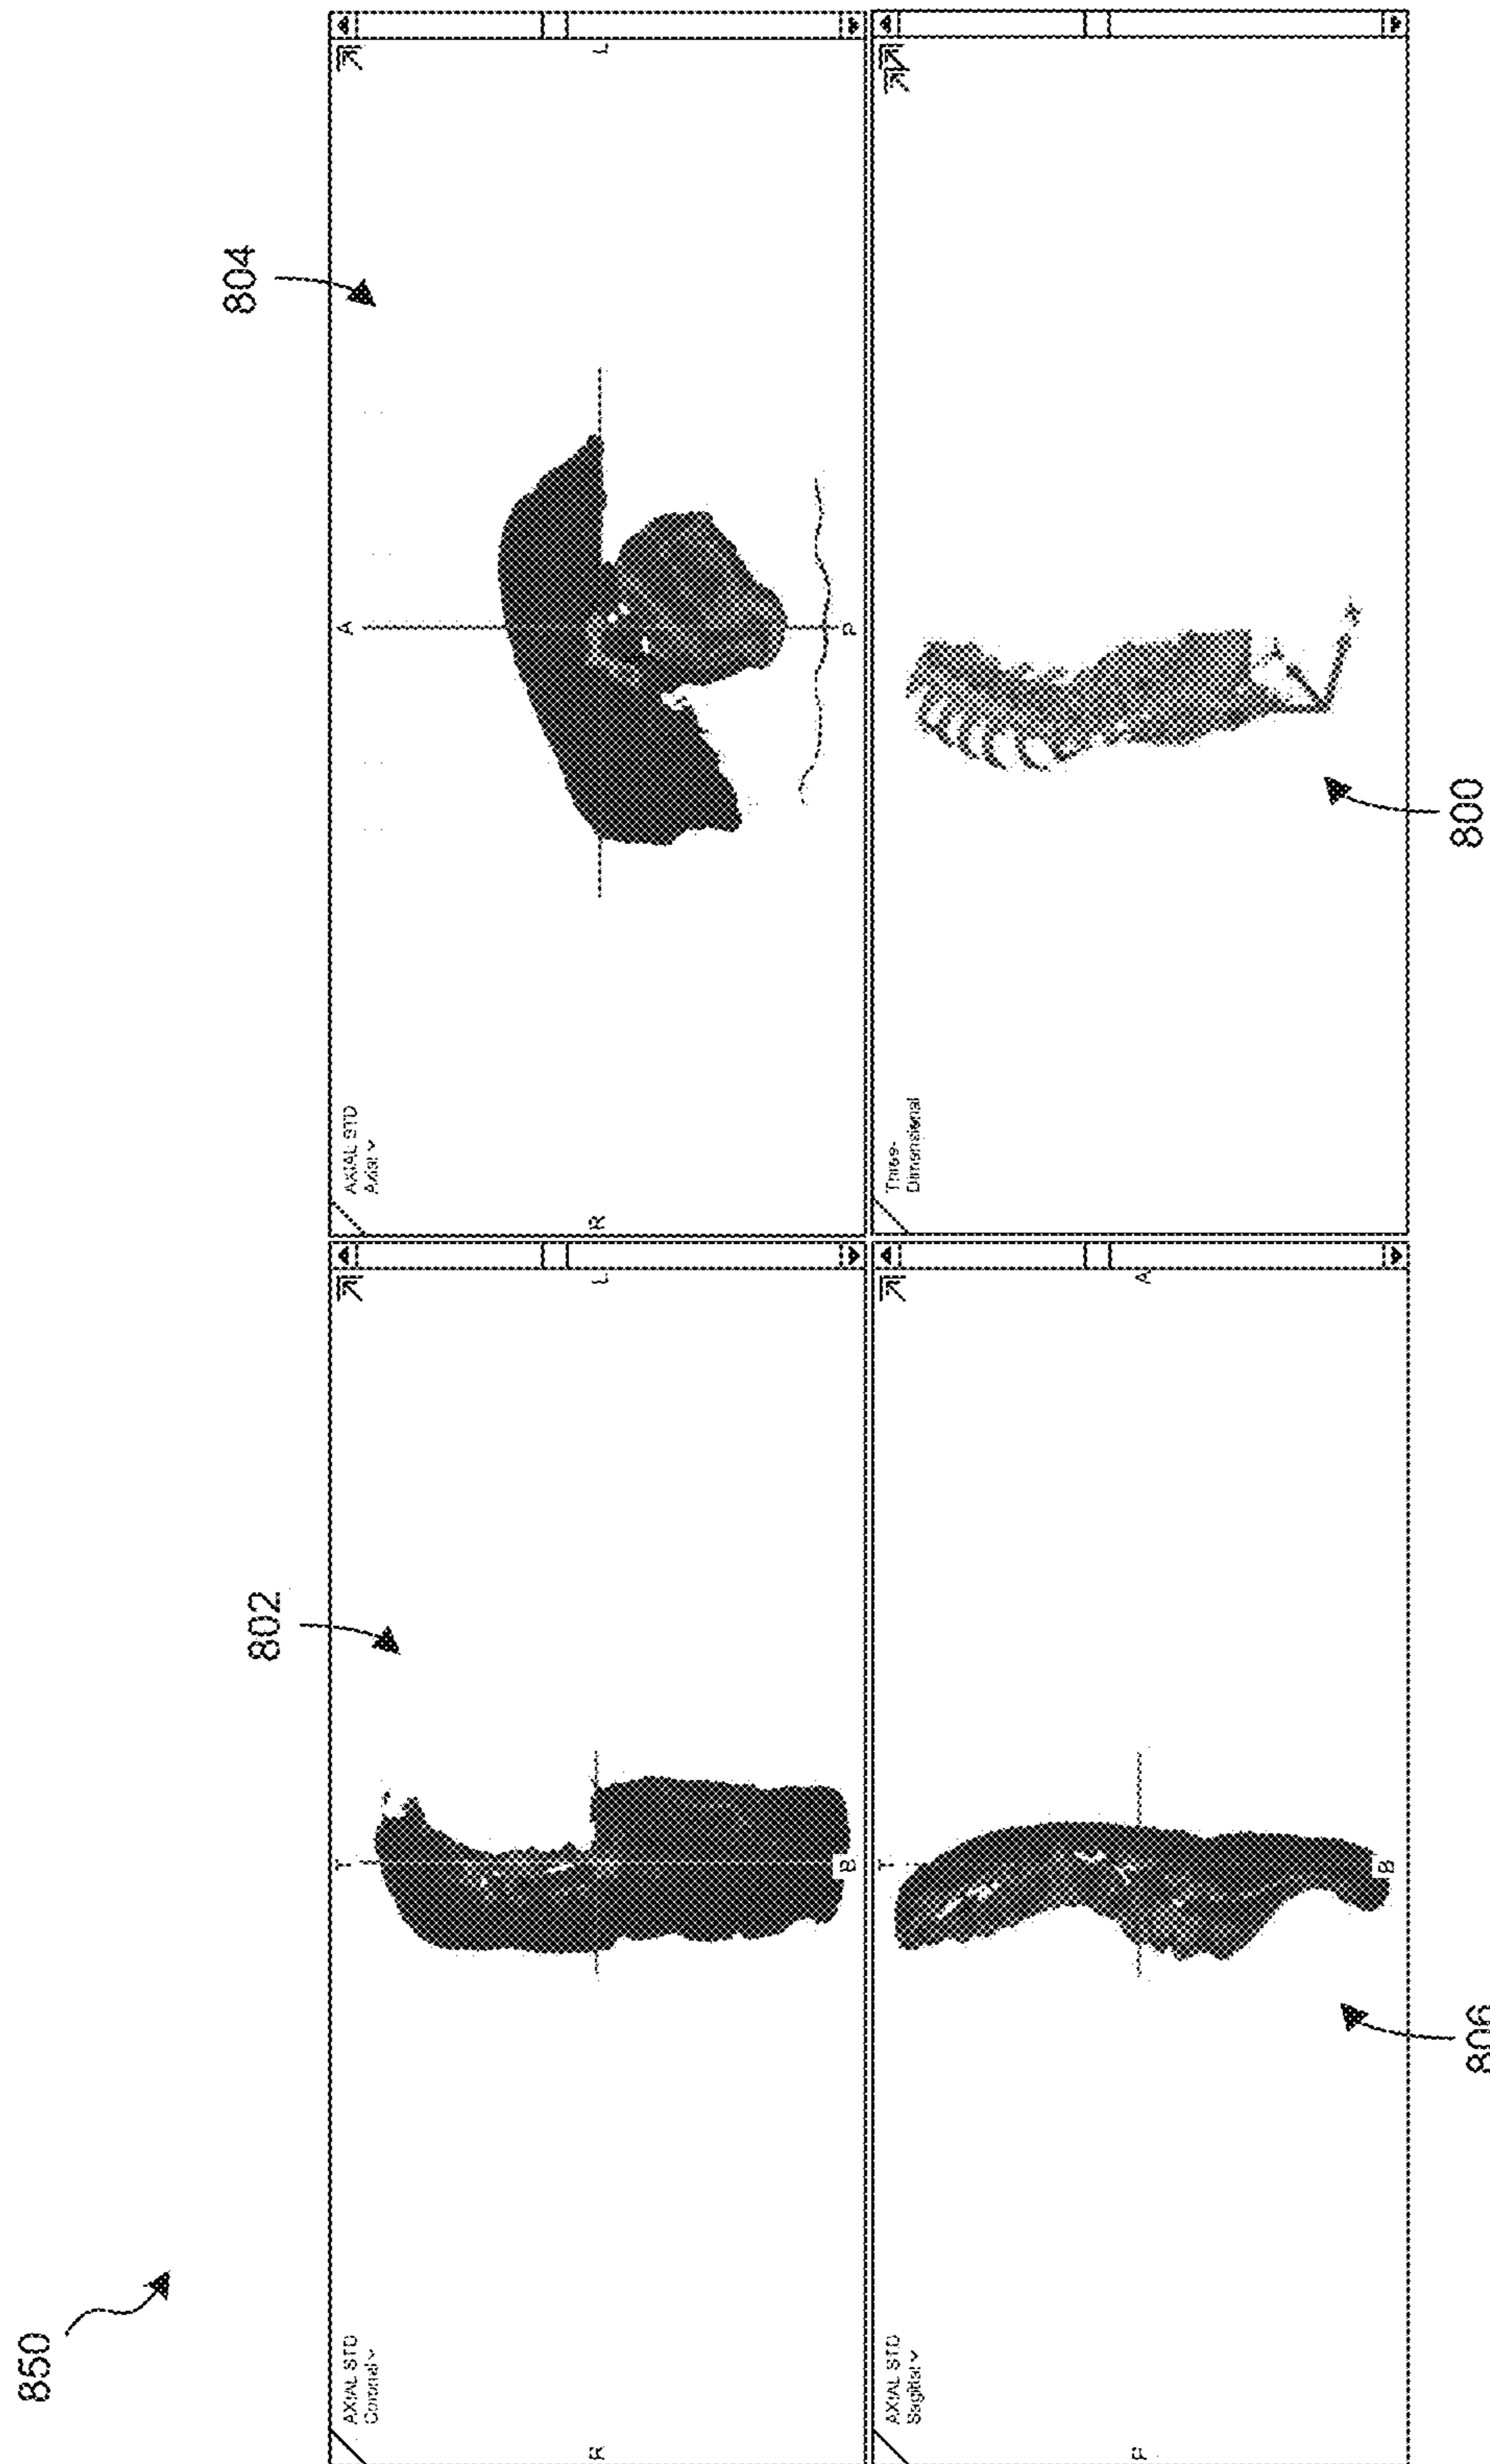 850
802
804
AXIAL STD
Coronal
T
R
L
B
AXIAL STD
Axial
A
R
L
P
AXIAL STD
Sagittal
T
P
A
B
Three-
Dimensional
Y
X
806
800